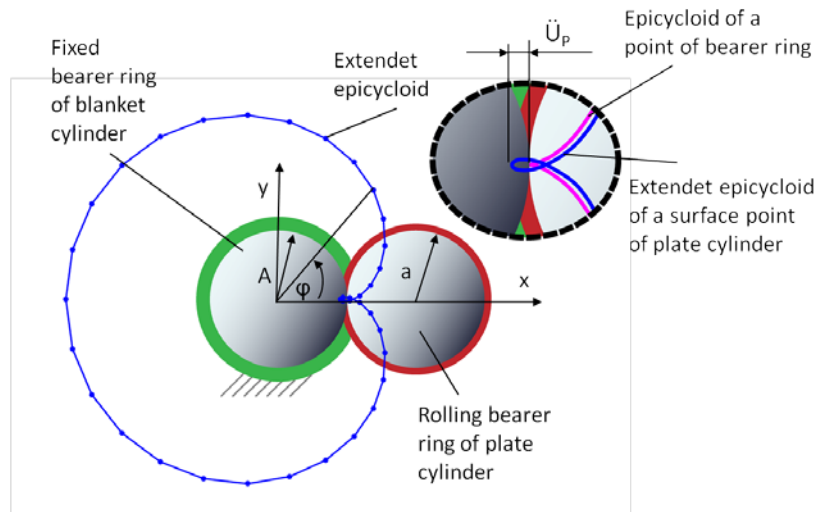 Fixed
bearer ring
of blanket
cylinder
Extendet
epicycloid
Ü_P
Epicycloid of a
point of bearer ring
Extendet epicycloid
of a surface point
of plate cylinder
y
A
φ
a
x
Rolling bearer
ring of plate
cylinder